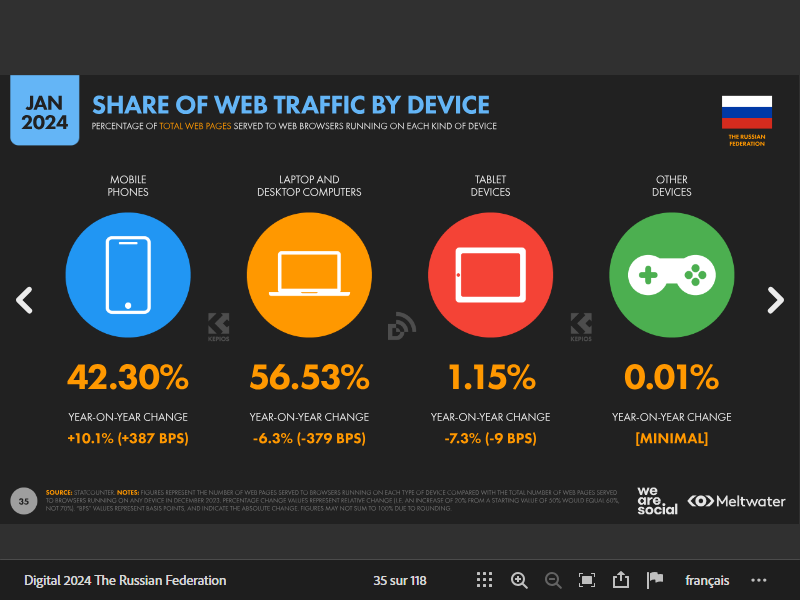 JAN
2024
SHARE OF WEB TRAFFIC BY DEVICE
PERCENTAGE OF TOTAL WEB PAGES SERVED TO WEB BROWSERS RUNNING ON EACH KIND OF DEVICE
THE RUSSIAN
FEDERATION
MOBILE
PHONES
LAPTOP AND
DESKTOP COMPUTERS
TABLET
DEVICES
OTHER
DEVICES
KEPIOS
KEPIOS
42.30%
56.53%
1.15%
0.01%
YEAR-ON-YEAR CHANGE
YEAR-ON-YEAR CHANGE
YEAR-ON-YEAR CHANGE
YEAR-ON-YEAR CHANGE
+10.1% (+387 BPS)
-6.3% (-379 BPS)
-7.3% (-9 BPS)
[MINIMAL]
35
SOURCE: STATCOUNTER. NOTES: FIGURES REPRESENT THE NUMBER OF WEB PAGES SERVED TO BROWSERS RUNNING ON EACH TYPE OF DEVICE COMPARED WITH THE TOTAL NUMBER OF WEB PAGES SERVED
TO BROWSERS RUNNING ON ANY DEVICE IN DECEMBER 2023. PERCENTAGE CHANGE VALUES REPRESENT RELATIVE CHANGE (I.E. AN INCREASE OF 20% FROM A STARTING VALUE OF 50% WOULD EQUAL 60%,
NOT 70%). "BPS" VALUES REPRESENT BASIS POINTS, AND INDICATE THE ABSOLUTE CHANGE. FIGURES MAY NOT SUM TO 100% DUE TO ROUNDING.
we
are.
social
Meltwater
Digital 2024 The Russian Federation
35 sur 118
français